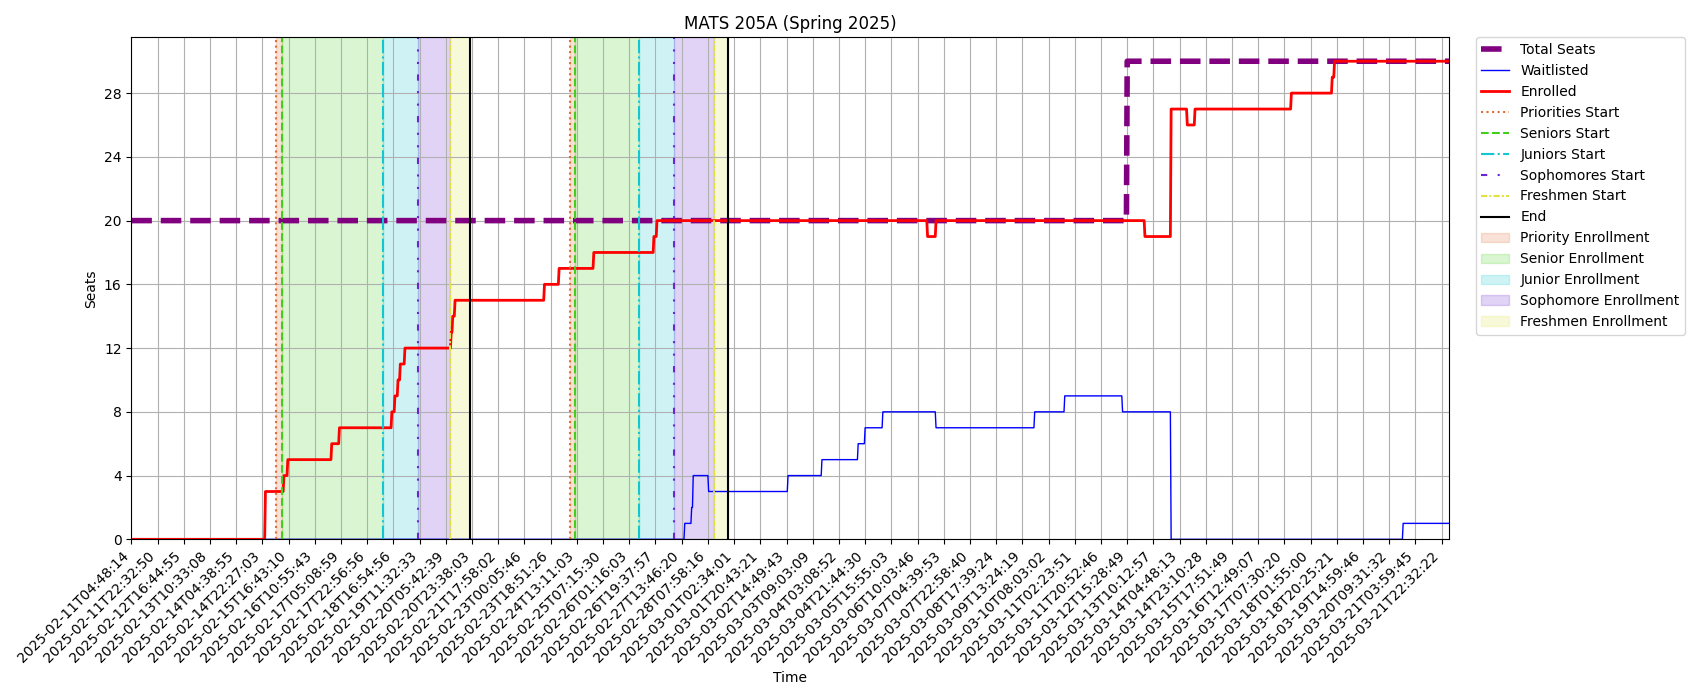 MATS 205A (Spring 2025)
Seats
28
24
20
16
12
8
4
0
2025-02-11T04:48:14
2025-02-11T22:32:50
2025-02-12T16:44:55
2025-02-13T10:33:08
2025-02-14T04:38:55
2025-02-14T22:27:03
2025-02-15T16:43:10
2025-02-16T10:55:43
2025-02-17T05:08:59
2025-02-17T22:56:56
2025-02-18T16:54:56
2025-02-19T11:32:33
2025-02-20T05:42:39
2025-02-20T23:38:03
2025-02-21T17:58:02
2025-02-23T00:05:46
2025-02-23T18:51:26
2025-02-24T13:11:03
2025-02-25T07:15:30
2025-02-26T01:16:03
2025-02-26T19:37:57
2025-02-27T13:46:20
2025-02-28T07:58:16
2025-03-01T02:34:01
2025-03-01T20:43:21
2025-03-02T14:49:43
2025-03-03T09:03:09
2025-03-04T03:08:52
2025-03-04T21:44:30
2025-03-05T15:55:03
2025-03-06T10:03:46
2025-03-07T04:39:53
2025-03-07T22:58:40
2025-03-08T17:39:24
2025-03-09T13:24:19
2025-03-10T08:03:02
2025-03-11T02:23:51
2025-03-11T20:52:46
2025-03-12T15:28:49
2025-03-13T10:12:57
2025-03-14T04:48:13
2025-03-14T23:10:28
2025-03-15T17:51:49
2025-03-16T12:49:07
2025-03-17T07:30:20
2025-03-18T01:55:00
2025-03-18T20:25:21
2025-03-19T14:59:46
2025-03-20T09:31:32
2025-03-21T03:59:45
2025-03-21T22:32:22
Time
Total Seats
Waitlisted
Enrolled
Priorities Start
Seniors Start
Juniors Start
Sophomores Start
Freshmen Start
End
Priority Enrollment
Senior Enrollment
Junior Enrollment
Sophomore Enrollment
Freshmen Enrollment